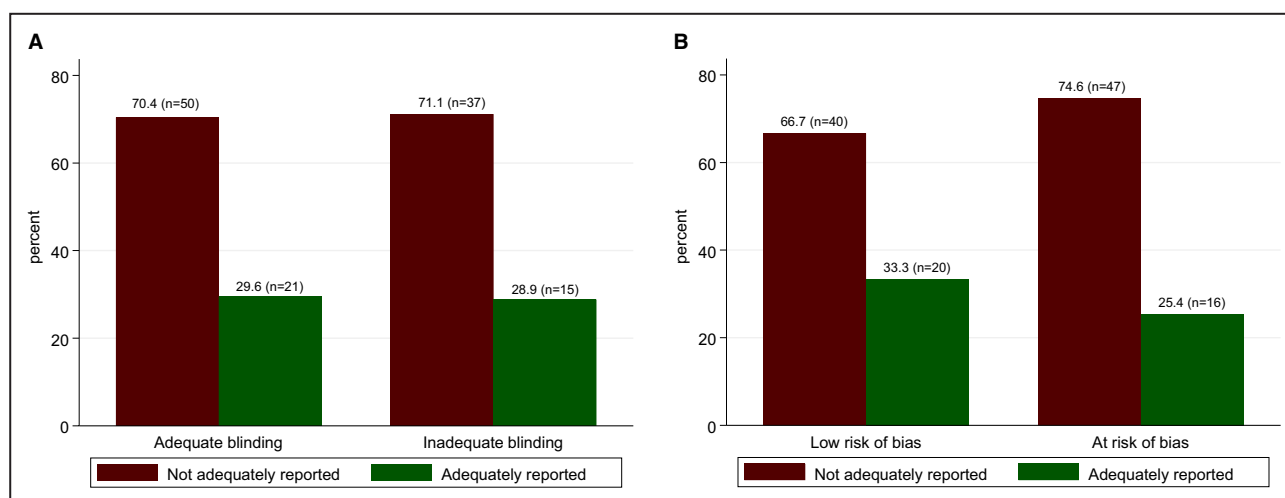 A
percent
80
60
40
20
0
70.4 (n=50)
29.6 (n=21)
71.1 (n=37)
28.9 (n=15)
Adequate blinding
Inadequate blinding
Not adequately reported
Adequately reported
B
percent
80
60
40
20
0
66.7 (n=40)
33.3 (n=20)
74.6 (n=47)
25.4 (n=16)
Low risk of bias
At risk of bias
Not adequately reported
Adequately reported